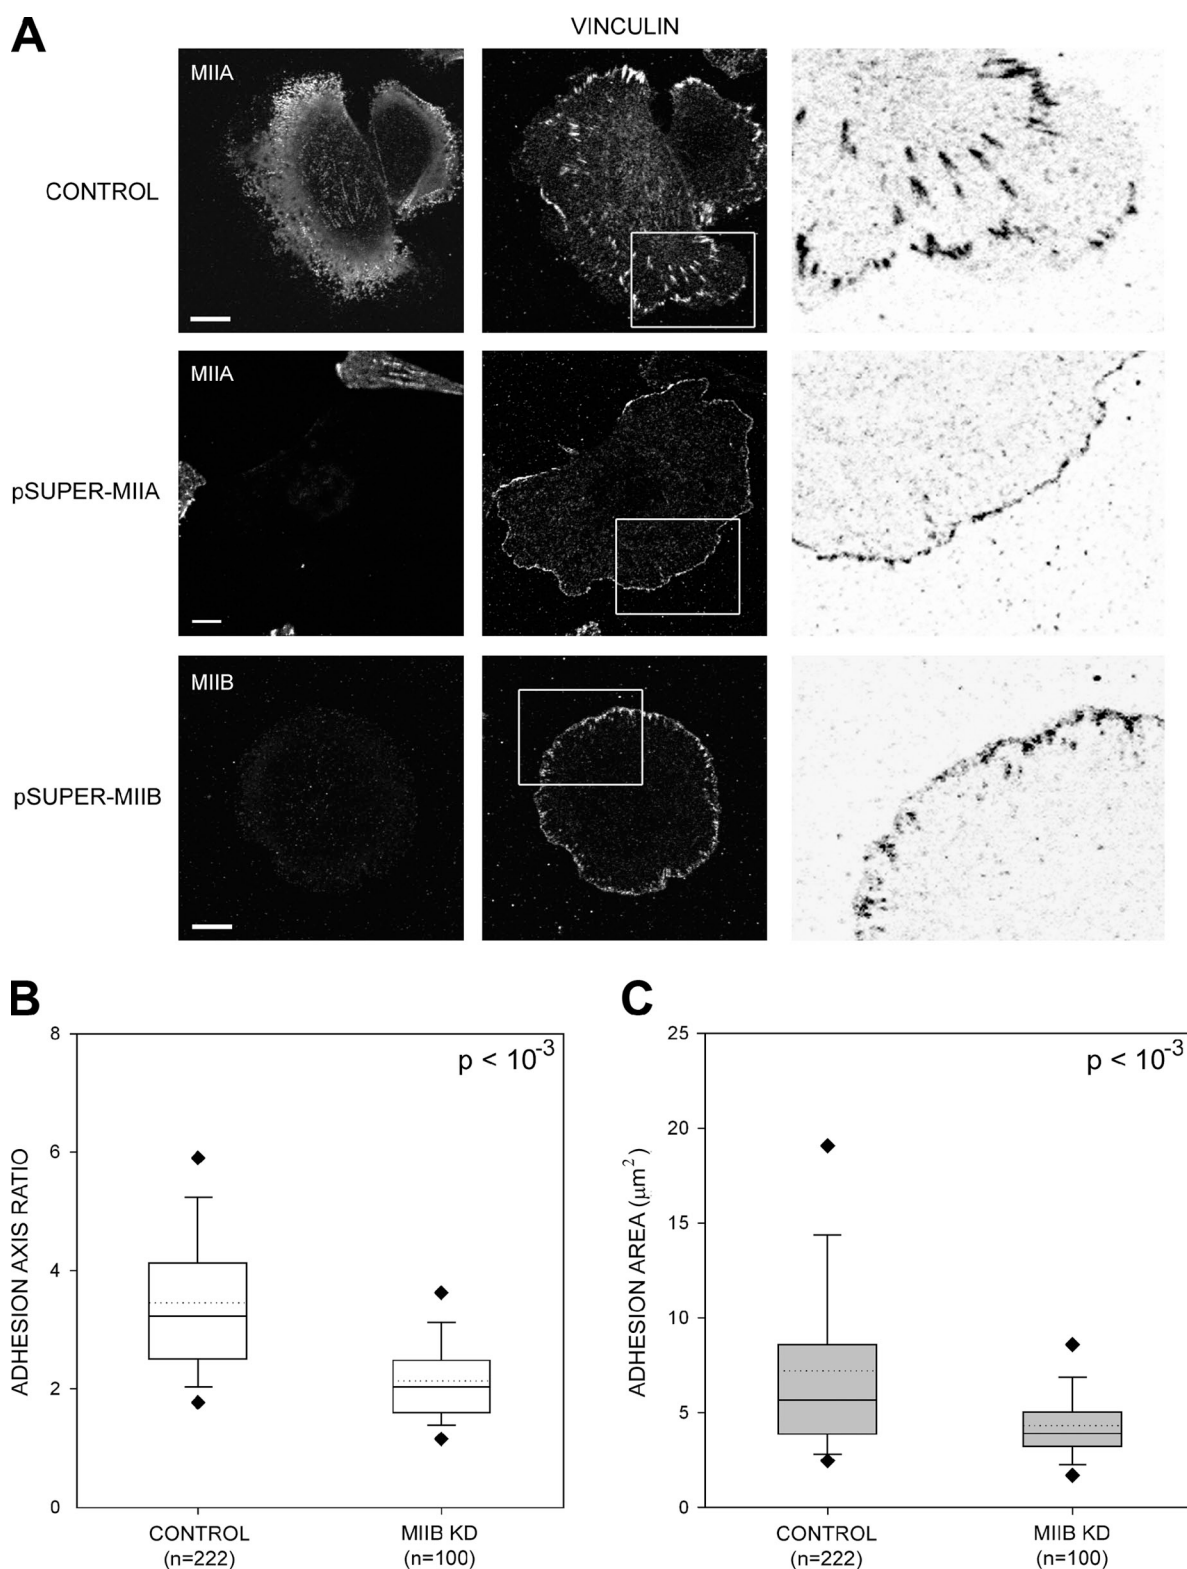 A
VINCULIN
MIIA
CONTROL
MIIA
pSUPER-MIIA
MIIB
pSUPER-MIIB
B
p < 10-3
8
6
4
2
0
ADHESION AXIS RATIO
CONTROL
(n=222)
MIIB KD
(n=100)
C
p < 10-3
25
20
15
10
5
0
ADHESION AREA (μm2)
CONTROL
(n=222)
MIIB KD
(n=100)